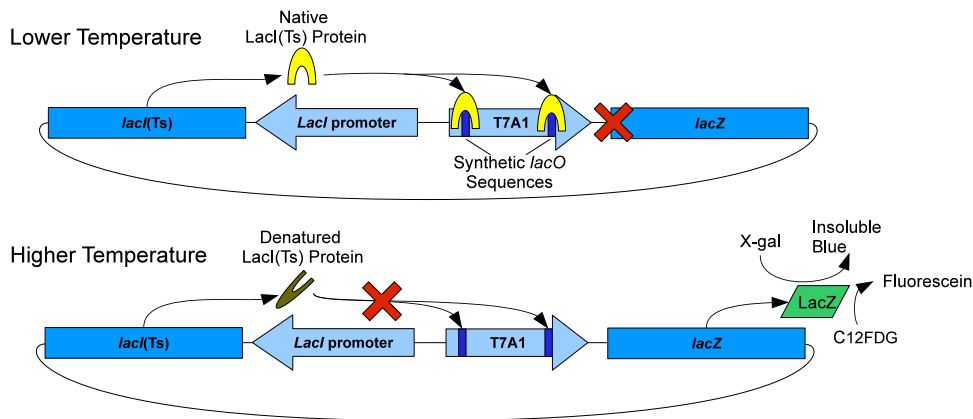 Lower Temperature
Native
LacI(Ts) Protein
lacI(Ts)
LacI promoter
T7A1
lacZ
Synthetic lacO
Sequences
Higher Temperature
Denatured
LacI(Ts) Protein
X-gal
Insoluble
Blue
Fluorescein
LacZ
C12FDG
lacI(Ts)
LacI promoter
T7A1
lacZ